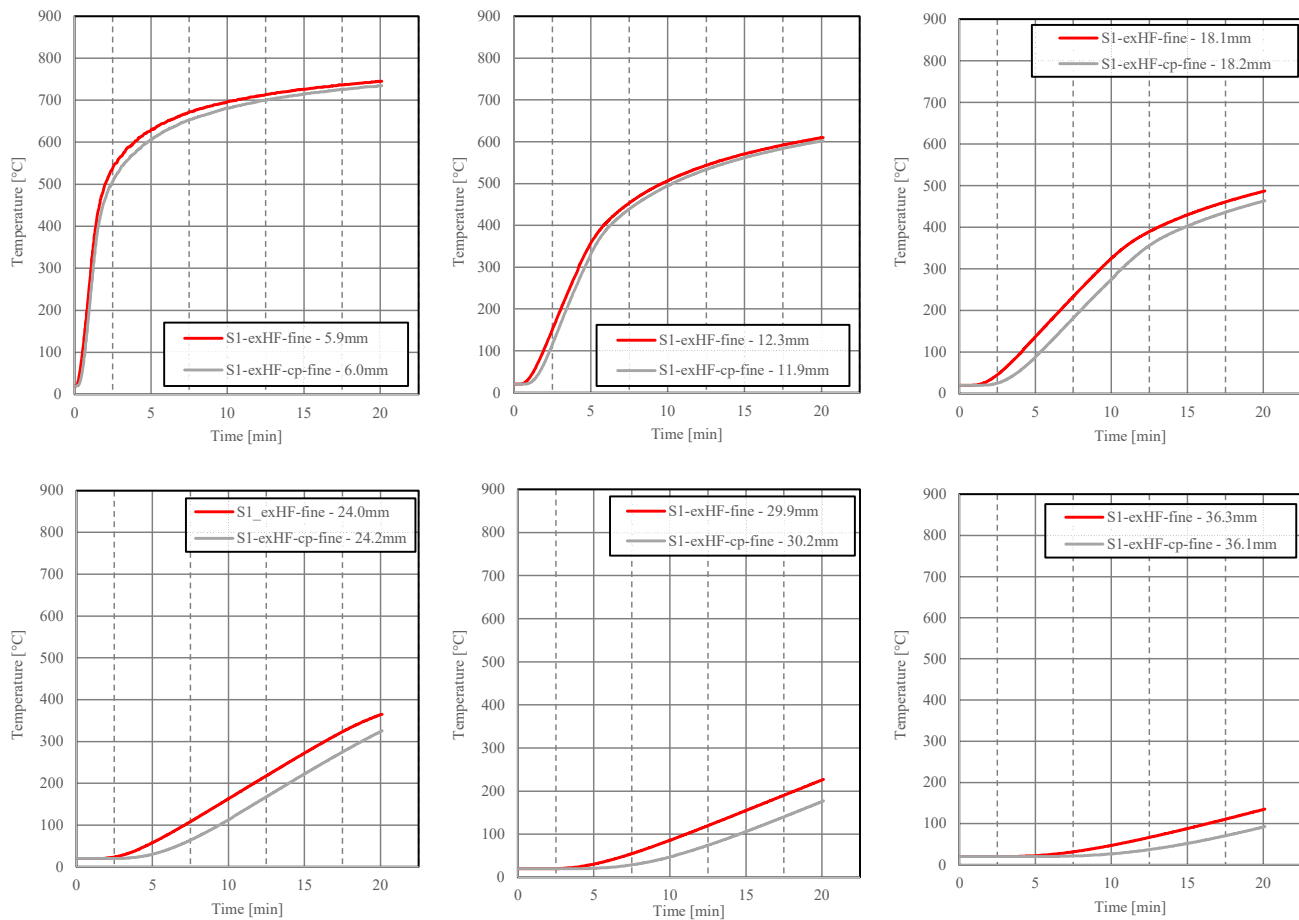 900
800
700
600
500
400
300
200
100
0
Temperature [°C]
S1-exHF-fine - 5.9mm
S1-exHF-cp-fine - 6.0mm
0 5 10 15 20
Time [min]
900
800
700
600
500
400
300
200
100
0
Temperature [°C]
S1-exHF-fine - 12.3mm
S1-exHF-cp-fine - 11.9mm
0 5 10 15 20
Time [min]
900
800
700
600
500
400
300
200
100
0
Temperature [°C]
S1-exHF-fine - 18.1mm
S1-exHF-cp-fine - 18.2mm
0 5 10 15 20
Time [min]
900
800
700
600
500
400
300
200
100
0
Temperature [°C]
S1_exHF-fine - 24.0mm
S1-exHF-cp-fine - 24.2mm
0 5 10 15 20
Time [min]
900
800
700
600
500
400
300
200
100
0
Temperature [°C]
S1-exHF-fine - 29.9mm
S1-exHF-cp-fine - 30.2mm
0 5 10 15 20
Time [min]
900
800
700
600
500
400
300
200
100
0
Temperature [°C]
S1-exHF-fine - 36.3mm
S1-exHF-cp-fine - 36.1mm
0 5 10 15 20
Time [min]